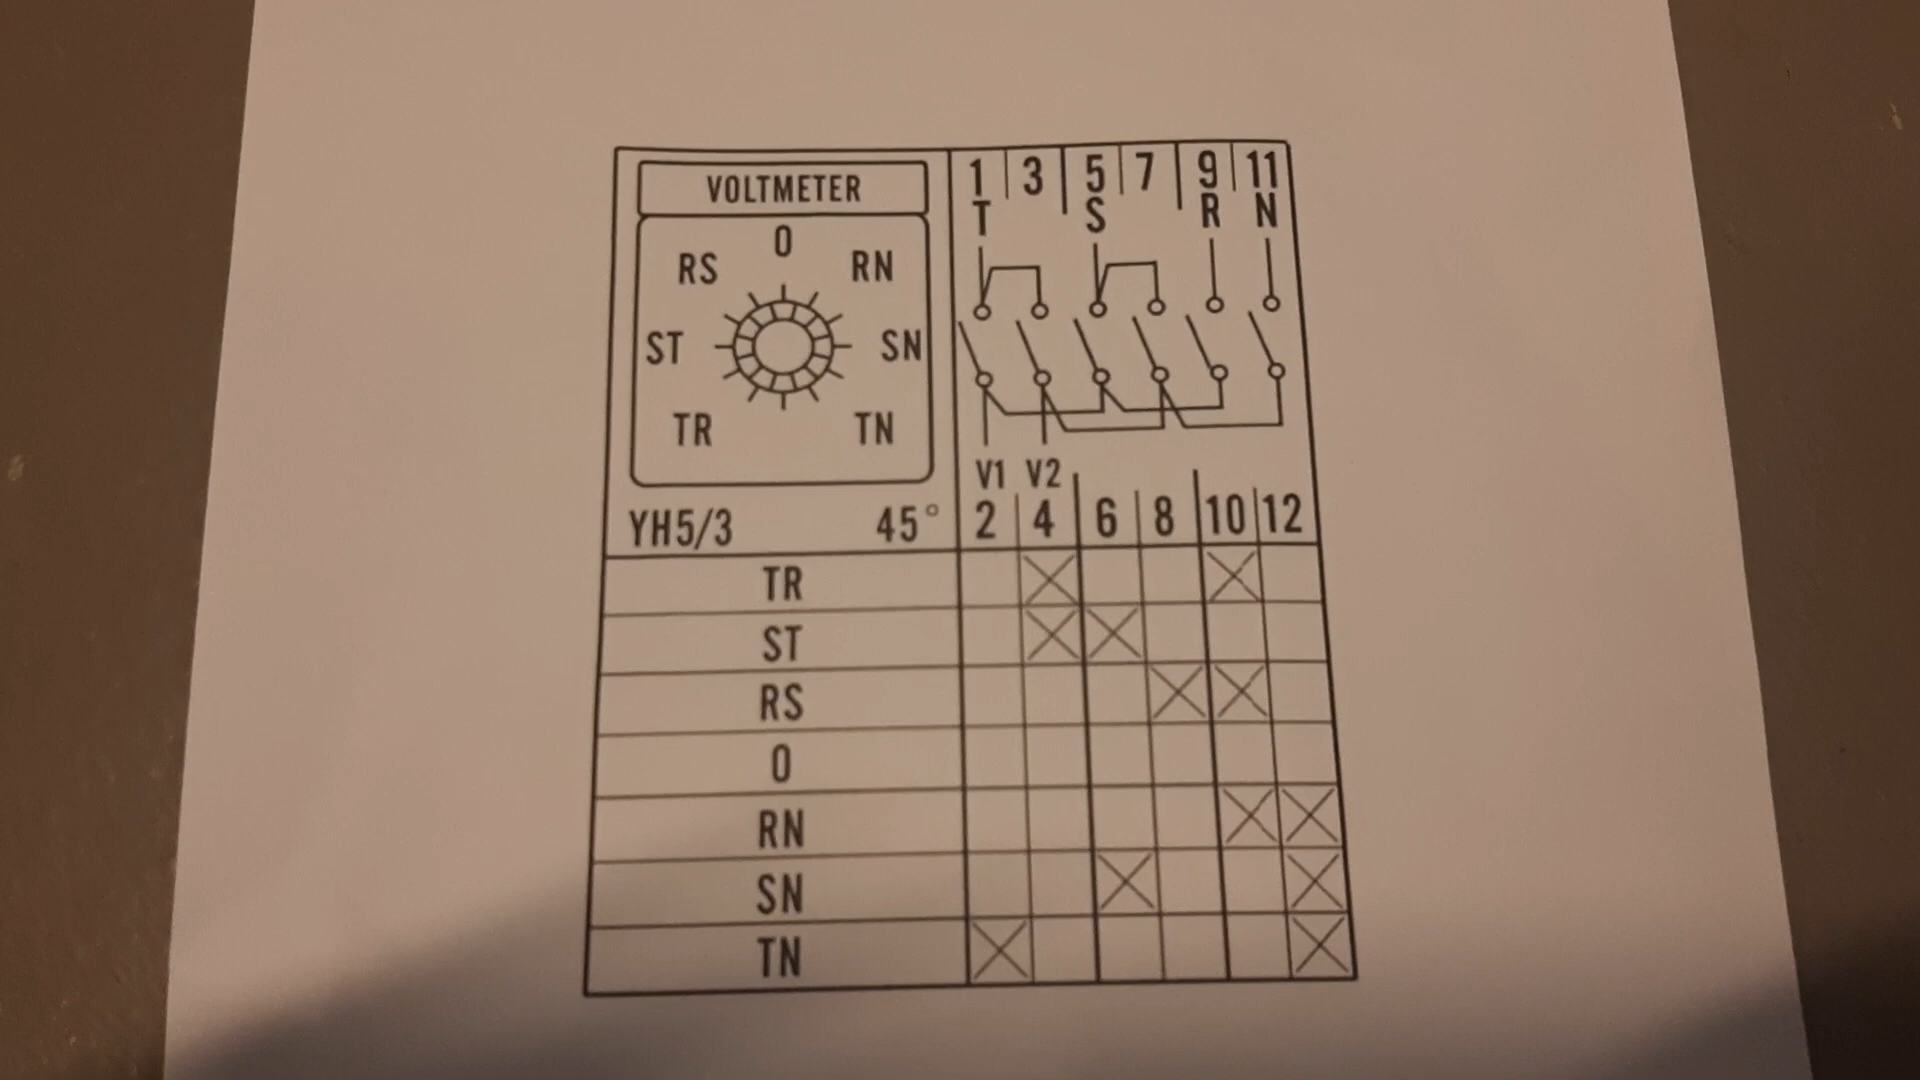 VOLTMETER
0
RS RN
ST SN
TR TN
YH5/3 45°
1 3 5 7 9 11
T S R N
V1 V2
2 4 6 8 10 12
TR
ST
RS
0
RN
SN
TN